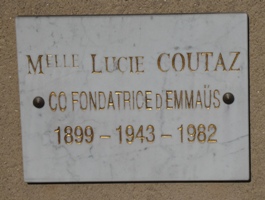 MELLE LUCIE COUTAZ
CO FONDATRICE D'EMMAÜS
1899 - 1943 - 1982